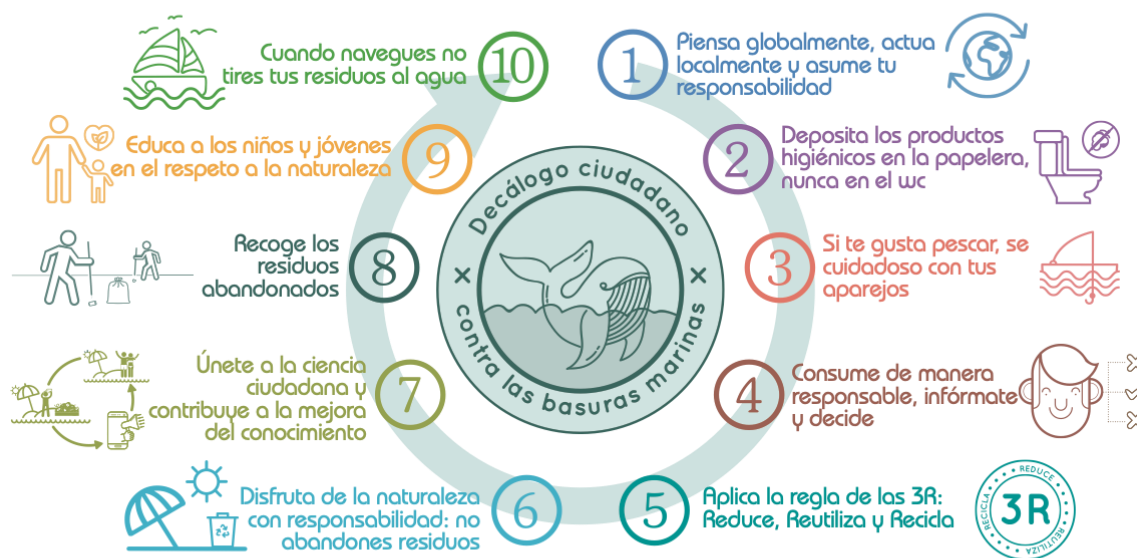 Decálogo ciudadano
contra las basuras marinas
1
Piensa globalmente, actua
localmente y asume tu
responsabilidad
2
Deposita los productos
higiénicos en la papelera,
nunca en el wc
3
Si te gusta pescar, se
cuidadoso con tus
aparejos
4
Consume de manera
responsable, infórmate
y decide
5
Aplica la regla de las 3R:
Reduce, Reutiliza y Recicla
REDUCE
REUTILIZA
RECICLA
3R
6
Disfruta de la naturaleza
con responsabilidad: no
abandones residuos
7
Únete a la ciencia
ciudadana y
contribuye a la mejora
del conocimiento
8
Recoge los
residuos
abandonados
9
Educa a los niños y jóvenes
en el respeto a la naturaleza
10
Cuando navegues no
tires tus residuos al agua